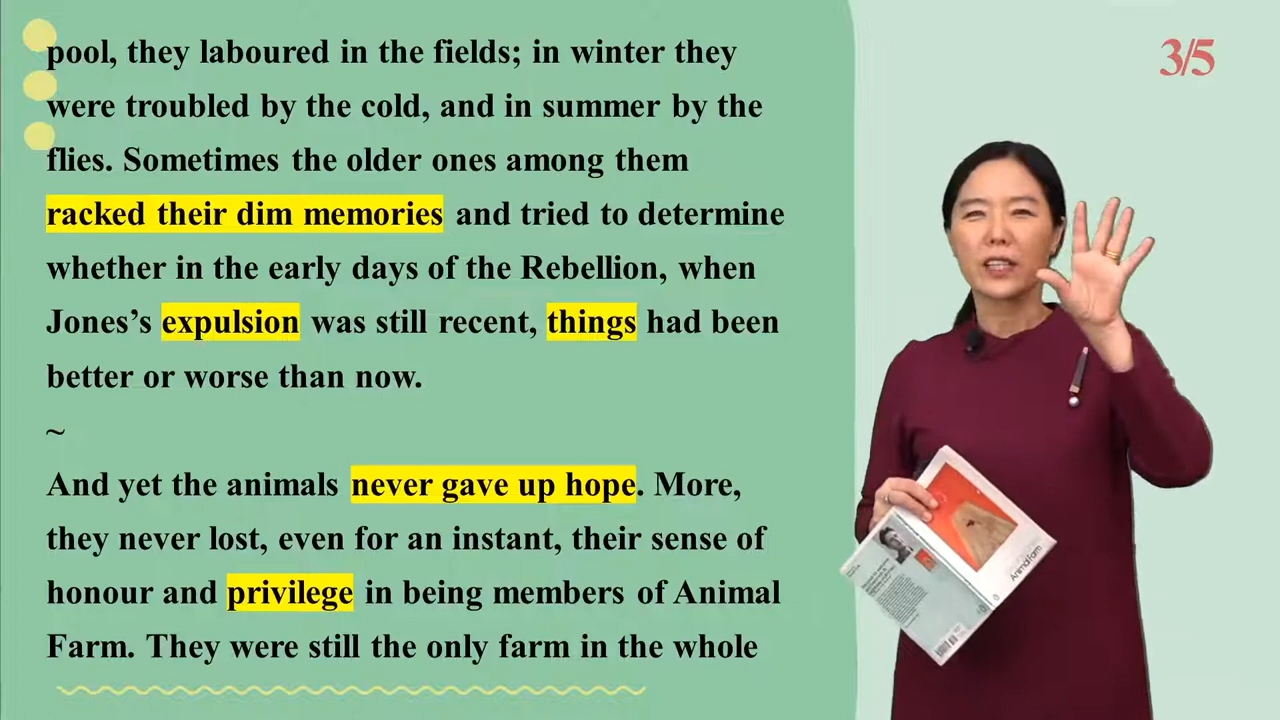 pool, they laboured in the fields; in winter they
were troubled by the cold, and in summer by the
flies. Sometimes the older ones among them
racked their dim memories and tried to determine
whether in the early days of the Rebellion, when
Jones’s expulsion was still recent, things had been
better or worse than now.
~
And yet the animals never gave up hope. More,
they never lost, even for an instant, their sense of
honour and privilege in being members of Animal
Farm. They were still the only farm in the whole
3/5
Animal Farm